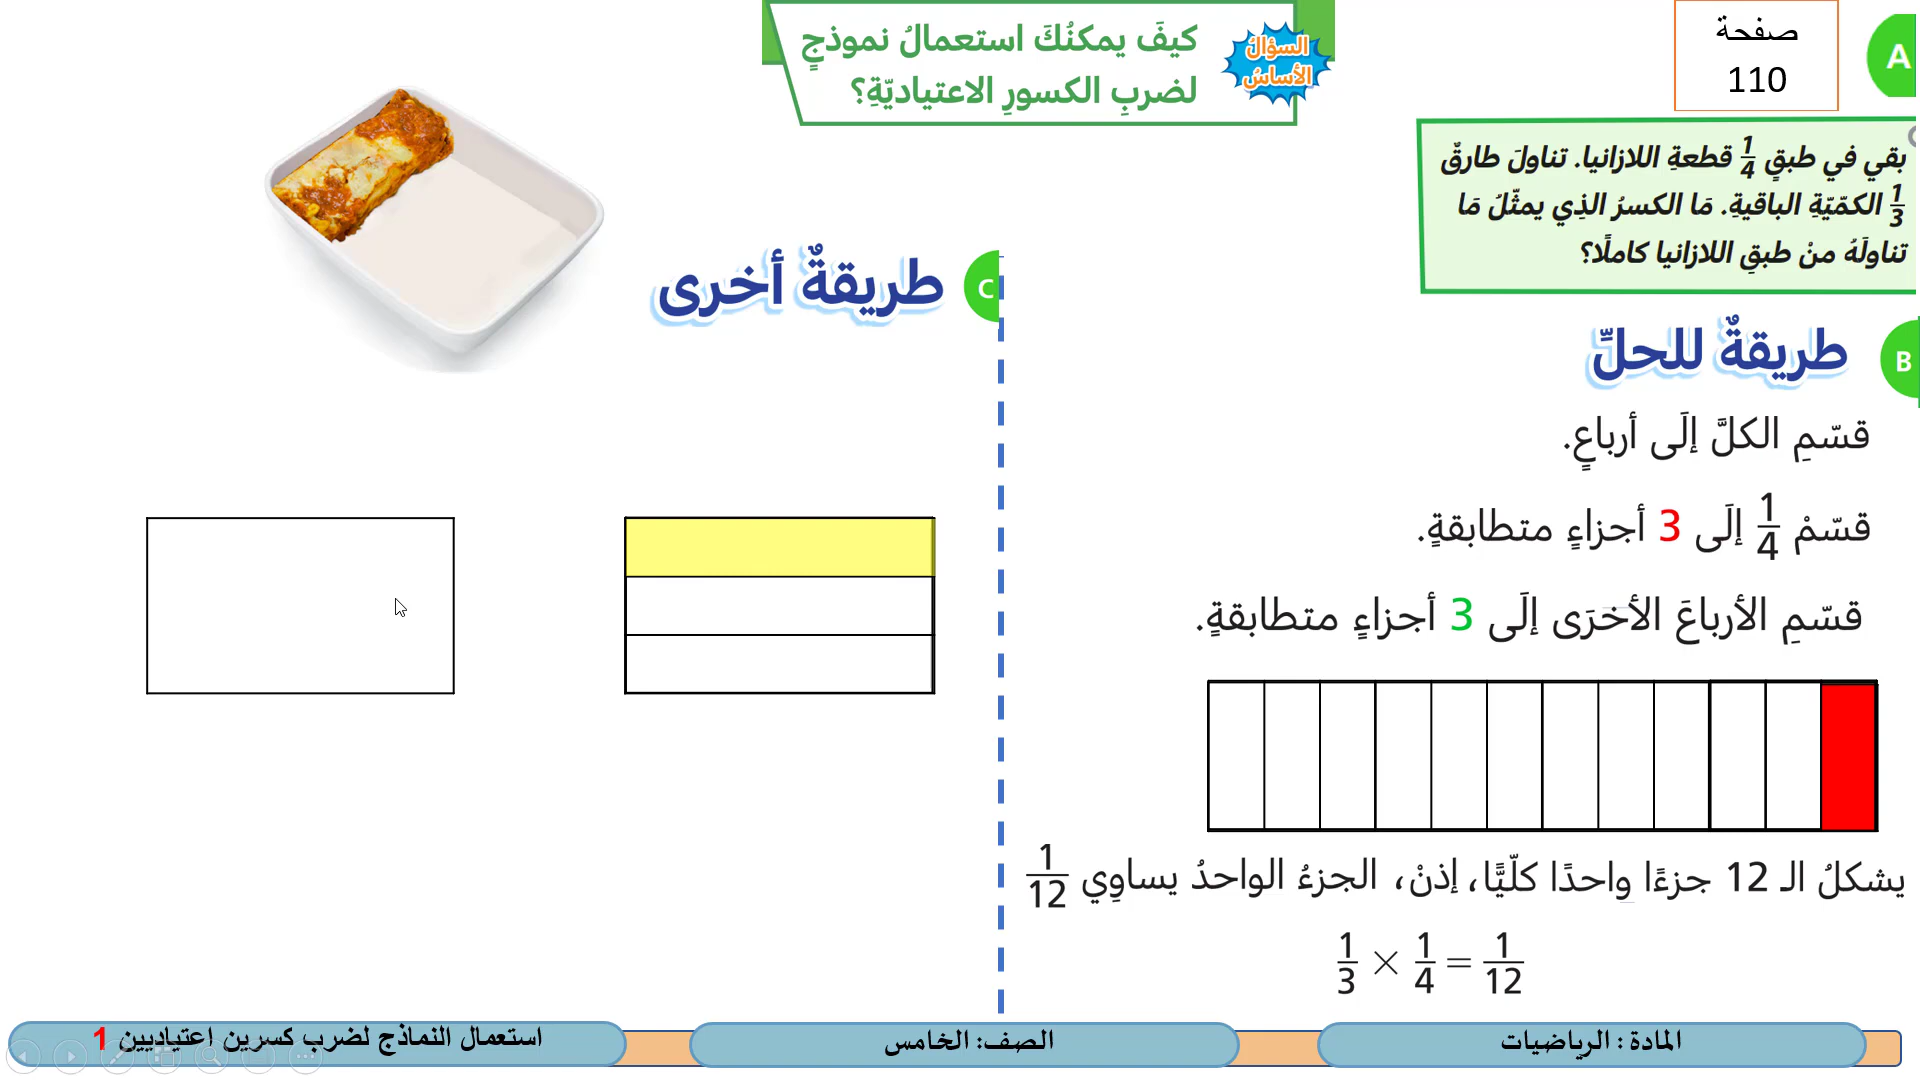 A
صفحة
110
السؤالُ
الأساسُ
كيفَ يمكنُكَ استعمالُ نموذجٍ
لضربِ الكسورِ الاعتياديّةِ؟
بقي في طبقٍ 1/4 قطعةِ اللازانيا. تناولَ طارقٌ
1/3 الكمّيّةِ الباقيةِ. مَا الكسرُ الذِي يمثّلُ مَا
تناولَهُ منْ طبقِ اللازانيا كاملًا؟
B
طريقةٌ للحلِّ
قسّمِ الكلَّ إلَى أرباعٍ.
قسّمْ 1/4 إلَى 3 أجزاءٍ متطابقةٍ.
قسّمِ الأرباعَ الأخرَى إلَى 3 أجزاءٍ متطابقةٍ.
يشكلُ الـ 12 جزءًا واحدًا كلّيًّا، إذنْ، الجزءُ الواحدُ يساوِي 1/12
1/3 × 1/4 = 1/12
C
طريقةٌ أخرى
المادة : الرياضيات
الصف: الخامس
استعمال النماذج لضرب كسرين اعتياديين 1